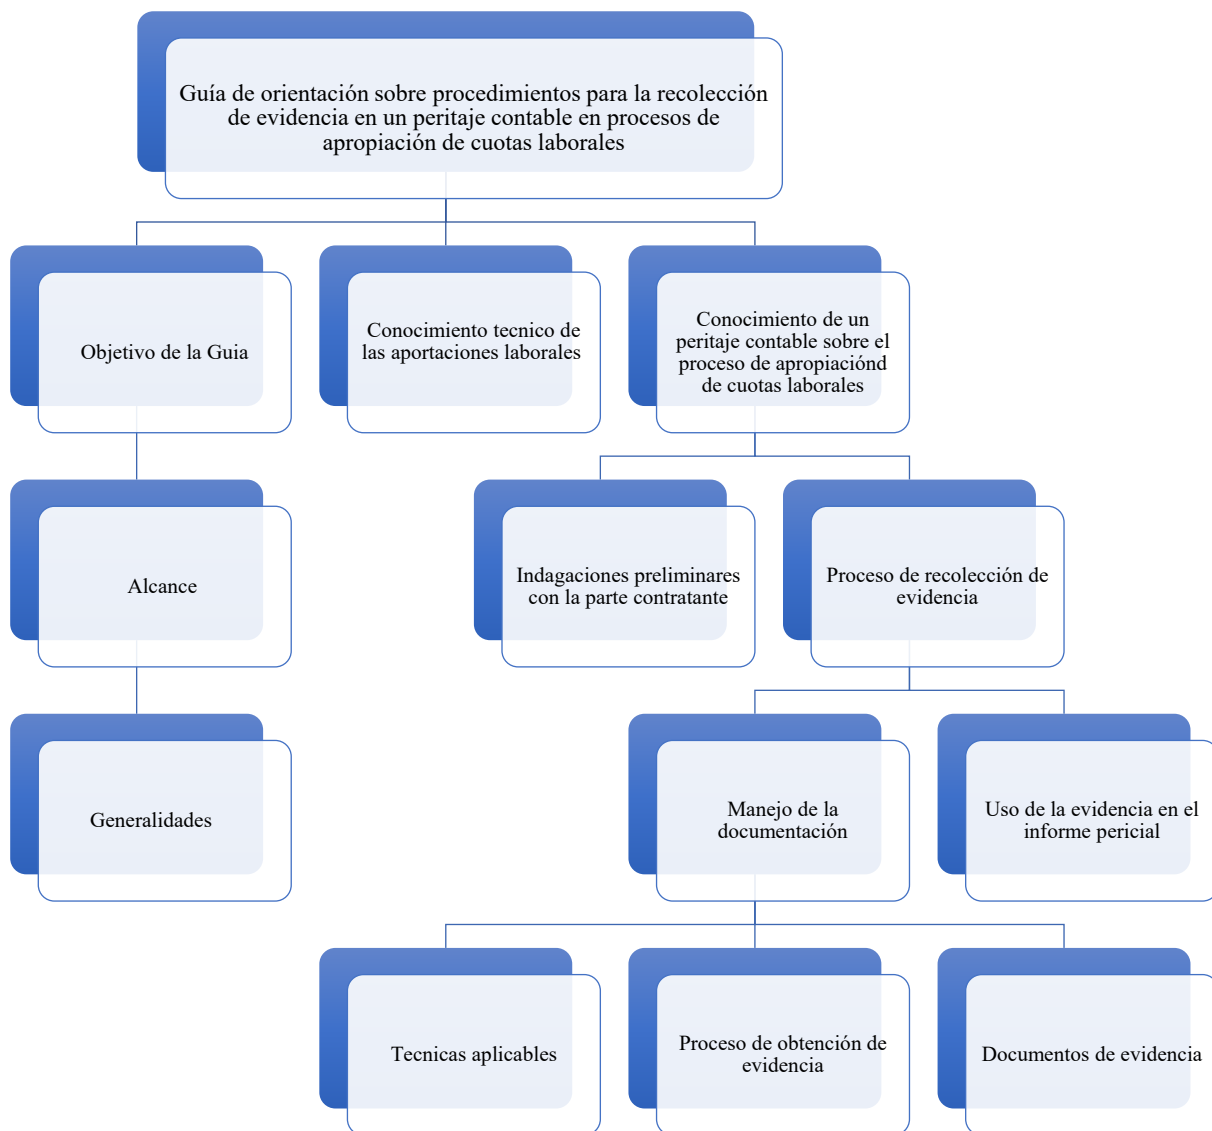 Guía de orientación sobre procedimientos para la recolección
de evidencia en un peritaje contable en procesos de
apropiación de cuotas laborales
Objetivo de la Guia
Conocimiento tecnico de
las aportaciones laborales
Conocimiento de un
peritaje contable sobre el
proceso de apropiaciónd
de cuotas laborales
Alcance
Indagaciones preliminares
con la parte contratante
Proceso de recolección de
evidencia
Generalidades
Manejo de la
documentación
Uso de la evidencia en el
informe pericial
Tecnicas aplicables
Proceso de obtención de
evidencia
Documentos de evidencia